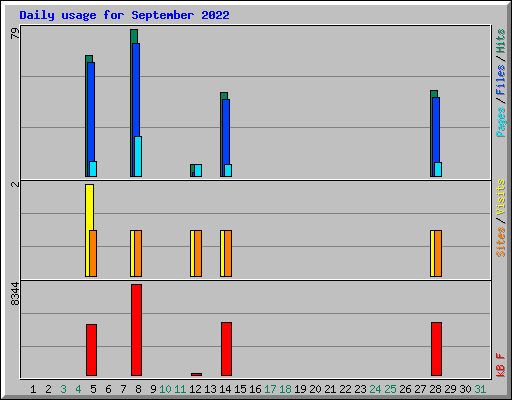 Daily usage for September 2022
79
2
8344
Pages/Files/Hits
Sites/Visits
kB F
1 2 3 4 5 6 7 8 9 10 11 12 13 14 15 16 17 18 19 20 21 22 23 24 25 26 27 28 29 30 31